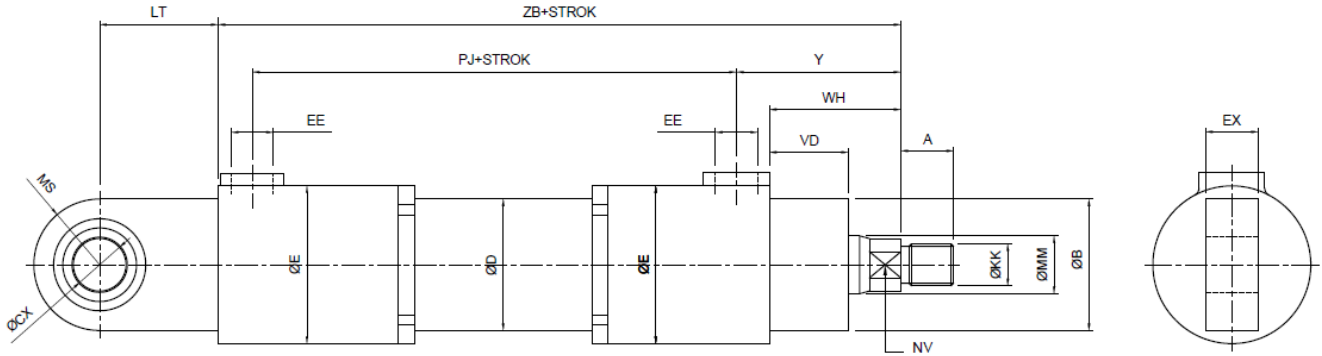 LT
ZB+STROK
PJ+STROK
Y
WH
EE
EE
VD
A
EX
MS
ØE
ØD
ØE
ØKK
ØMM
ØB
ØCX
NV